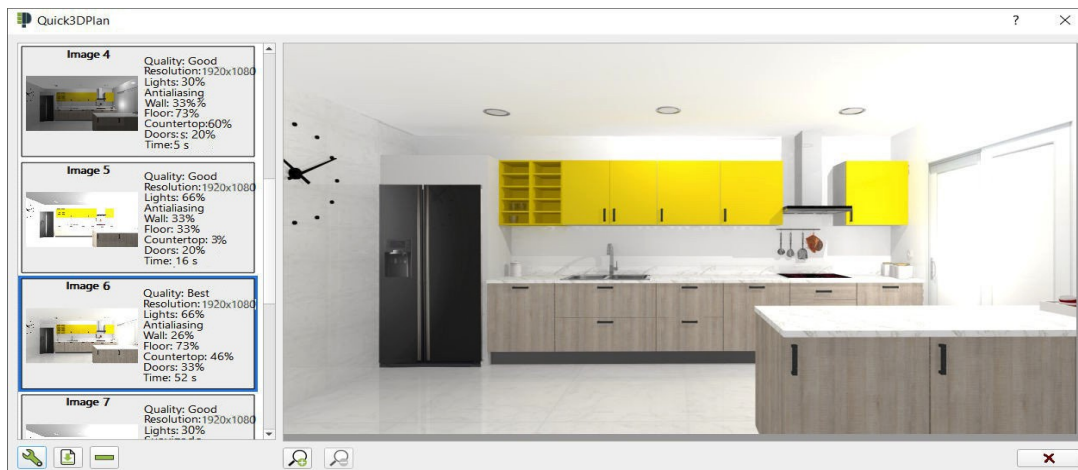 Quick3DPlan
?
Image 4
Quality: Good
Resolution:1920x1080
Lights: 30%
Antialiasing
Wall: 33%%
Floor: 73%
Countertop:60%
Doors: s: 20%
Time:5 s
Image 5
Quality: Good
Resolution:1920x1080
Lights: 66%
Antialiasing
Wall: 33%
Floor: 33%
Countertop: 3%
Doors: 20%
Time: 16 s
Image 6
Quality: Best
Resolution:1920x1080
Lights: 66%
Antialiasing
Wall: 26%
Floor: 73%
Countertop: 46%
Doors: 33%
Time: 52 s
Image 7
Quality: Good
Resolution:1920x1080
Lights: 30%